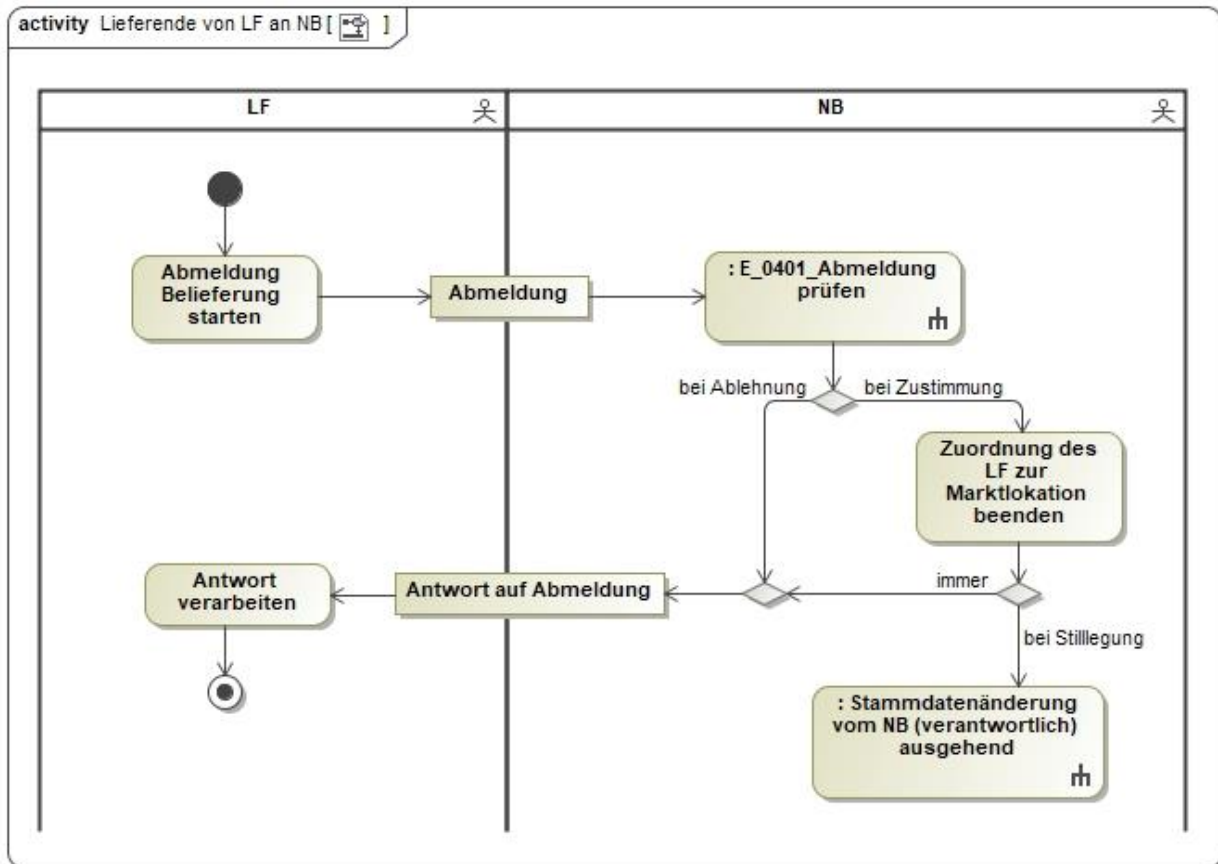 activity Lieferende von LF an NB [ ]
LF
NB
Abmeldung
Belieferung
starten
Abmeldung
: E_0401_Abmeldung
prüfen
bei Ablehnung
bei Zustimmung
Zuordnung des
LF zur
Marktlokation
beenden
immer
Antwort auf Abmeldung
Antwort
verarbeiten
bei Stilllegung
: Stammdatenänderung
vom NB (verantwortlich)
ausgehend